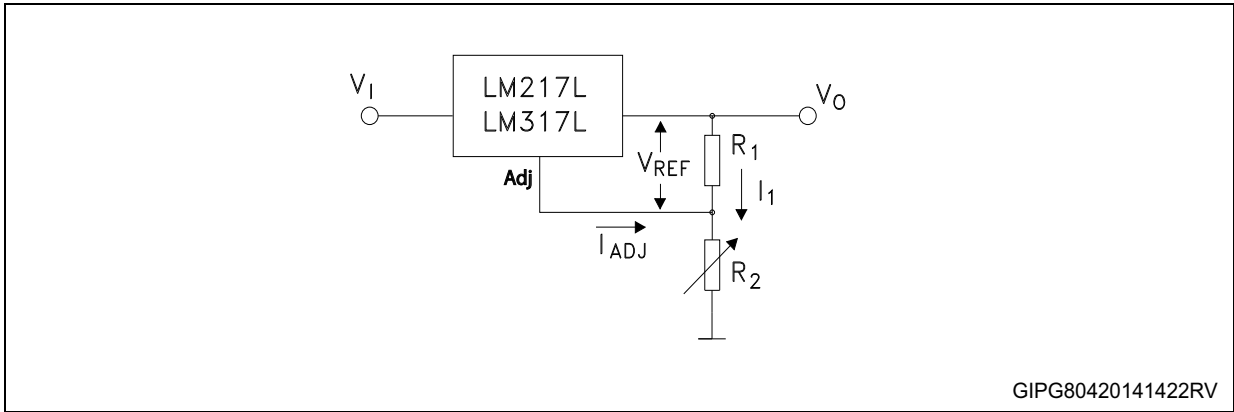 V_I
LM217L
LM317L
V_O
Adj
V_REF
R_1
I_1
I_ADJ
R_2
GIPG80420141422RV